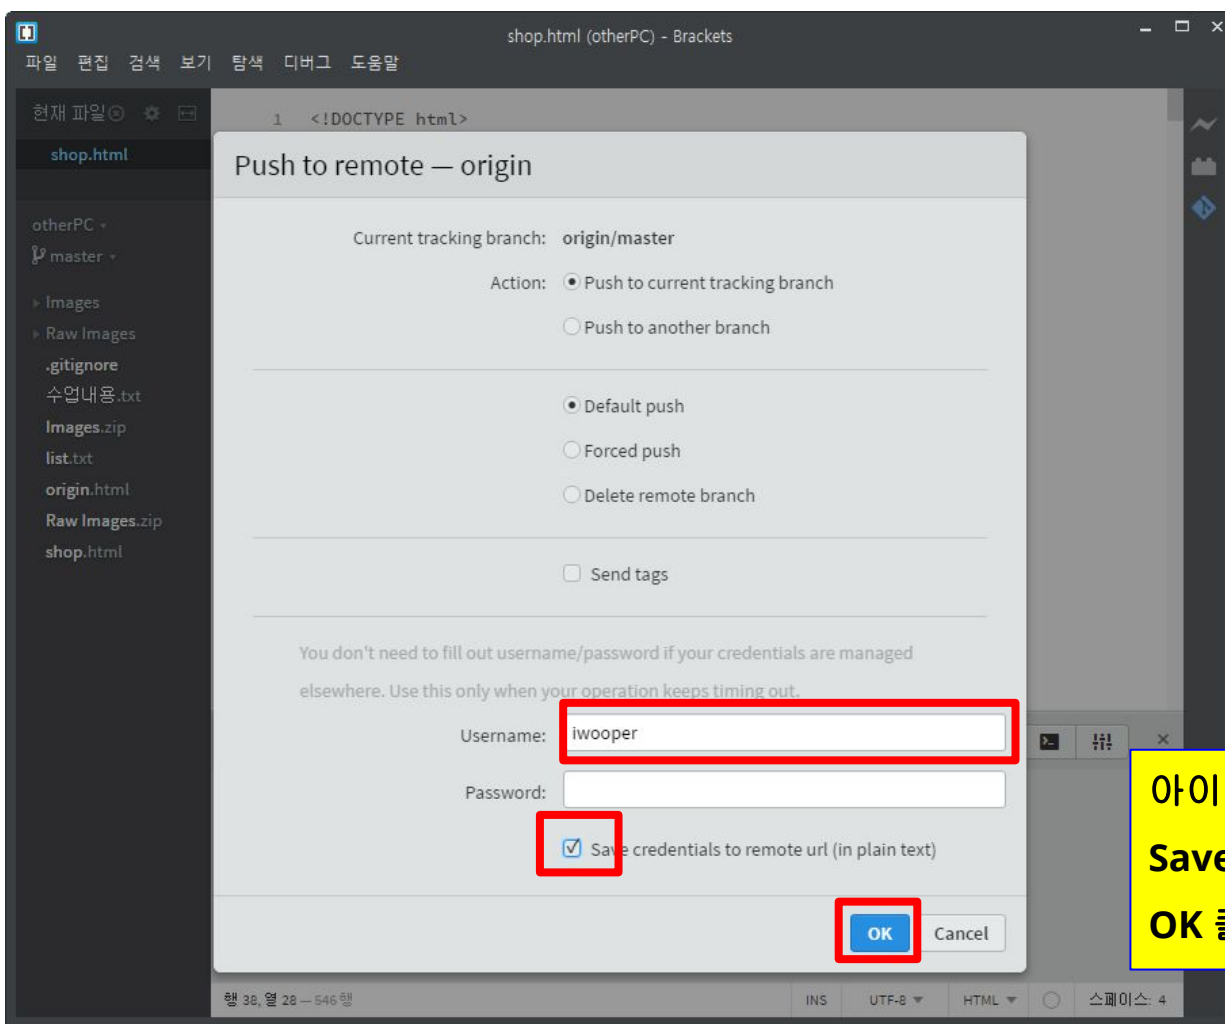 shop.html (otherPC) - Brackets
파일 편집 검색 보기 탐색 디버그 도움말
현재 파일
1 <!DOCTYPE html>
shop.html
Push to remote — origin
otherPC
master
Images
Raw Images
.gitignore
수업내용.txt
Images.zip
list.txt
origin.html
Raw Images.zip
shop.html
Current tracking branch: origin/master
Action: Push to current tracking branch
Push to another branch
Default push
Forced push
Delete remote branch
Send tags
You don't need to fill out username/password if your credentials are managed
elsewhere. Use this only when your operation keeps timing out.
Username: iwooper
Password:
Save credentials to remote url (in plain text)
OK Cancel
아이
Save
OK
행 38, 열 28 — 546 행
INS UTF-8 HTML 스페이스: 4